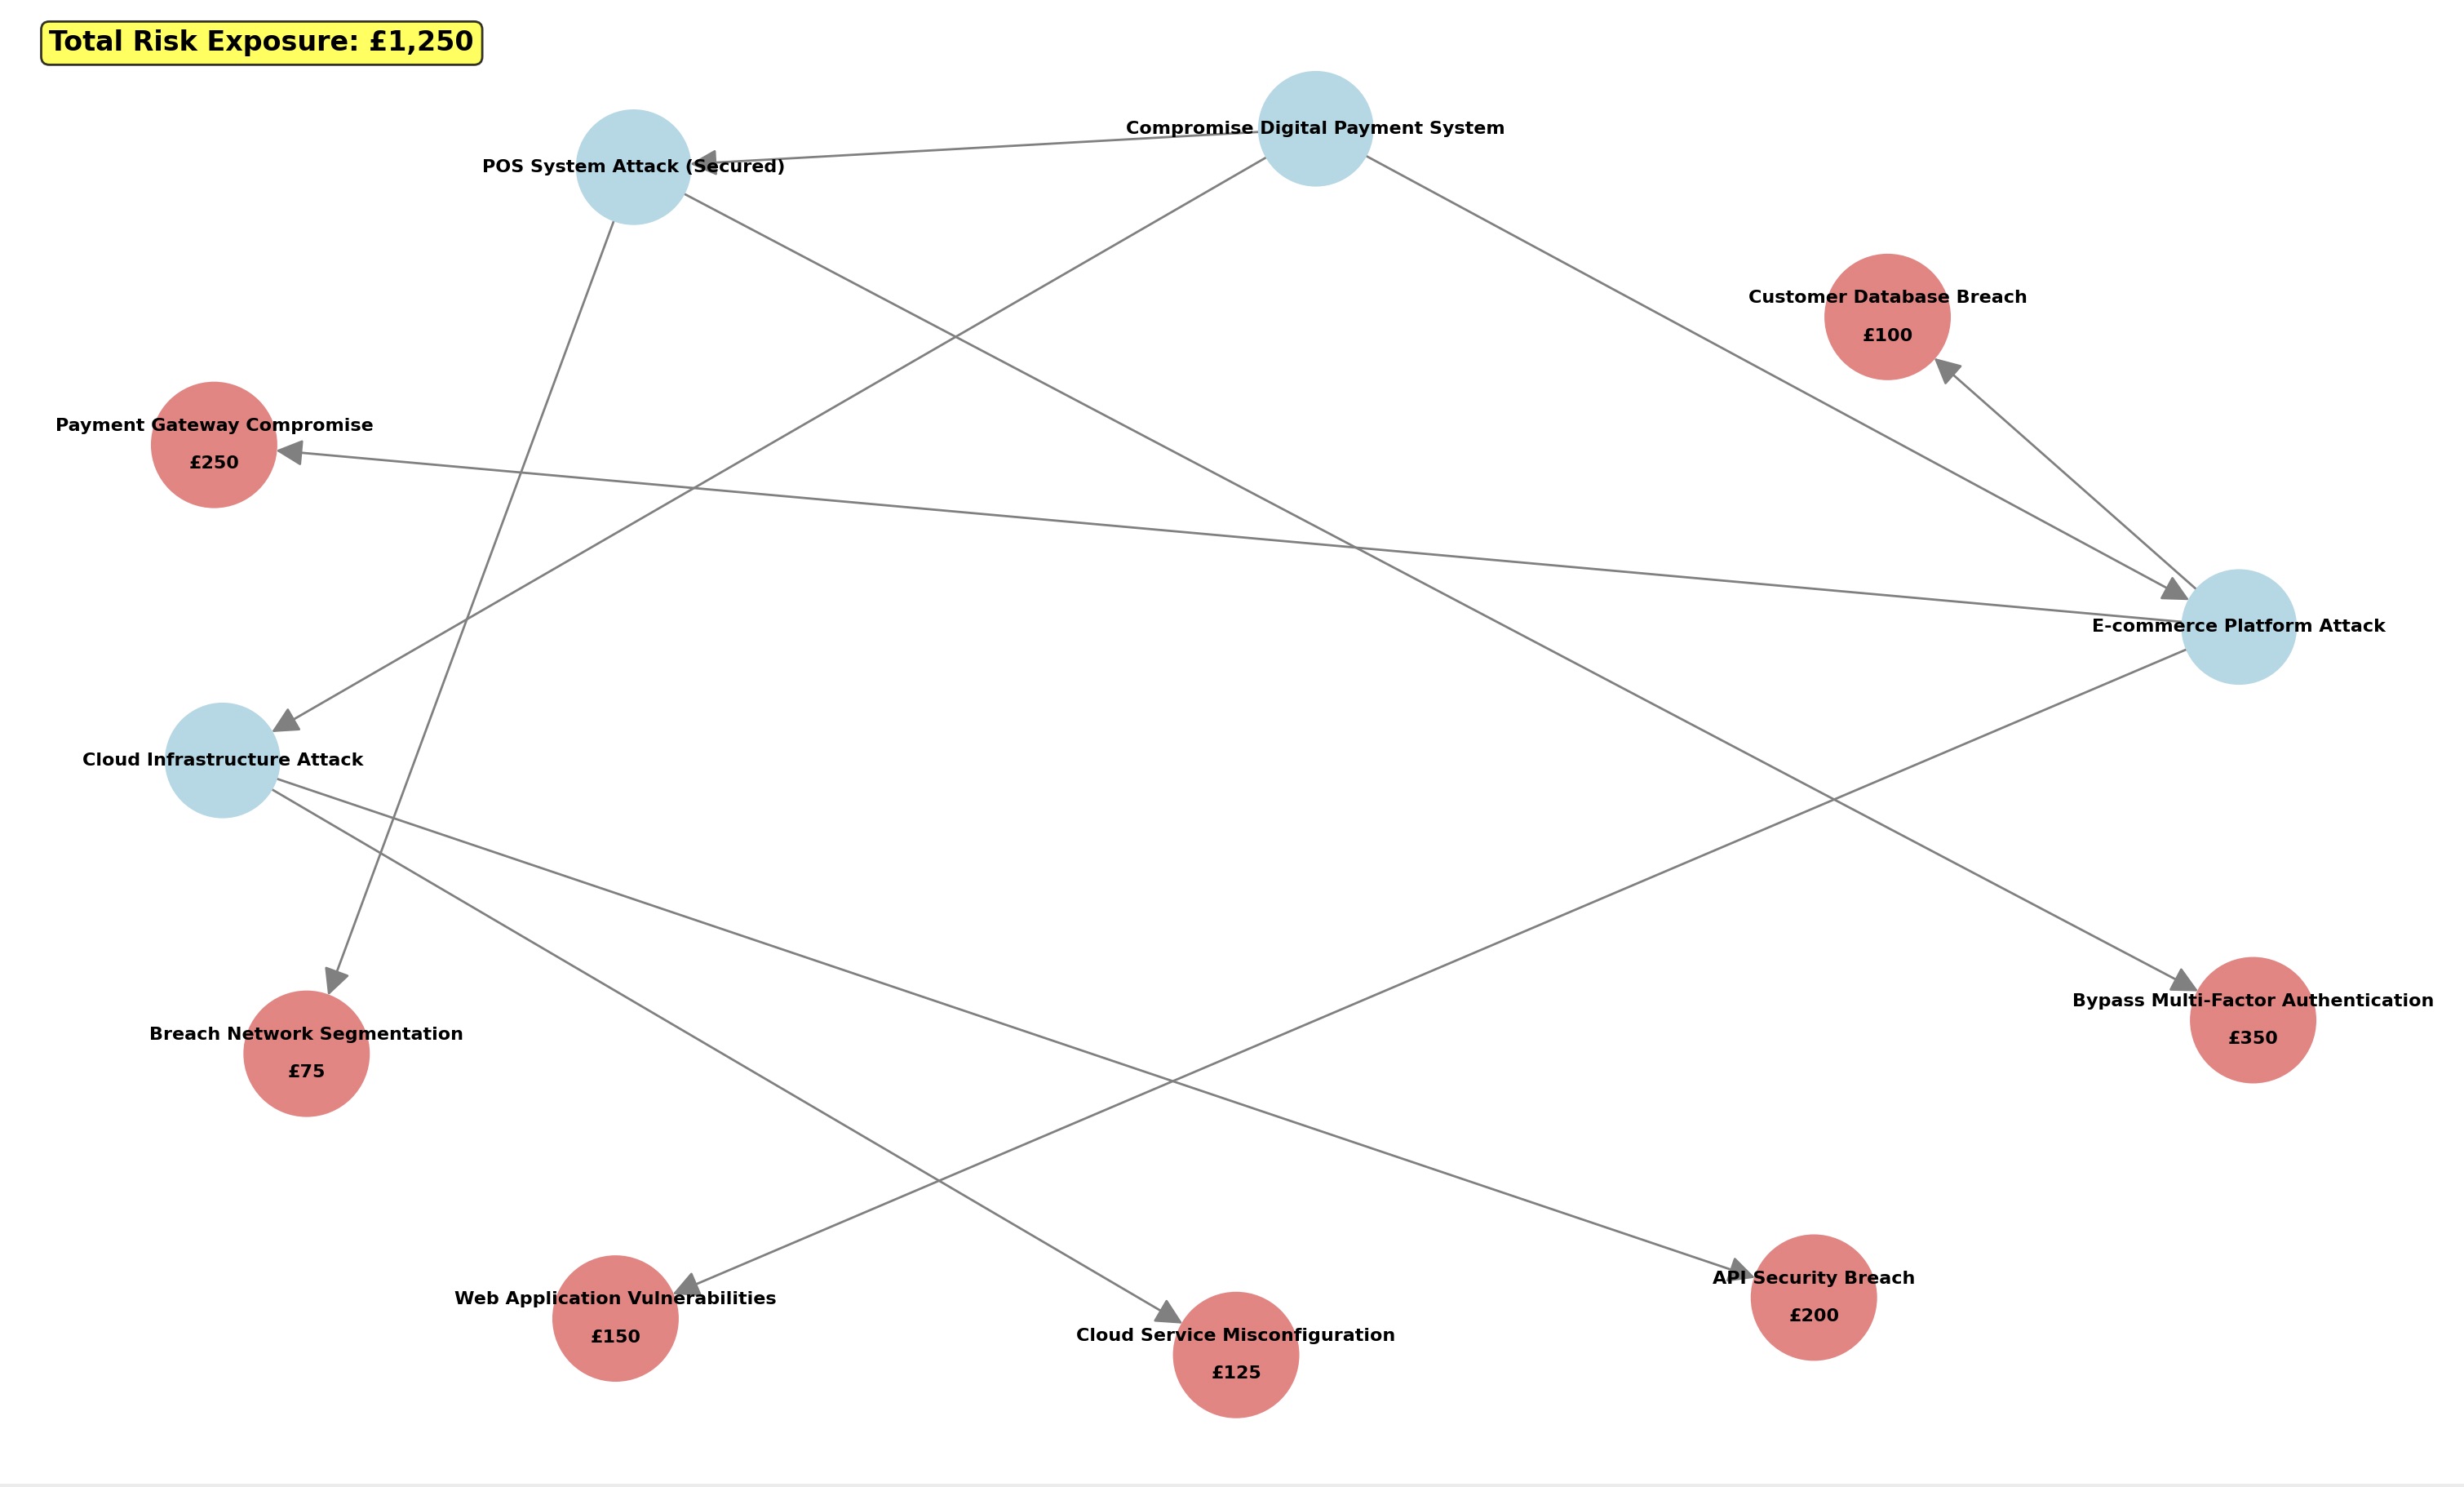 Total Risk Exposure: £1,250
Compromise Digital Payment System
POS System Attack (Secured)
Customer Database Breach
£100
Payment Gateway Compromise
£250
E-commerce Platform Attack
Cloud Infrastructure Attack
Bypass Multi-Factor Authentication
£350
Breach Network Segmentation
£75
API Security Breach
£200
Web Application Vulnerabilities
£150
Cloud Service Misconfiguration
£125